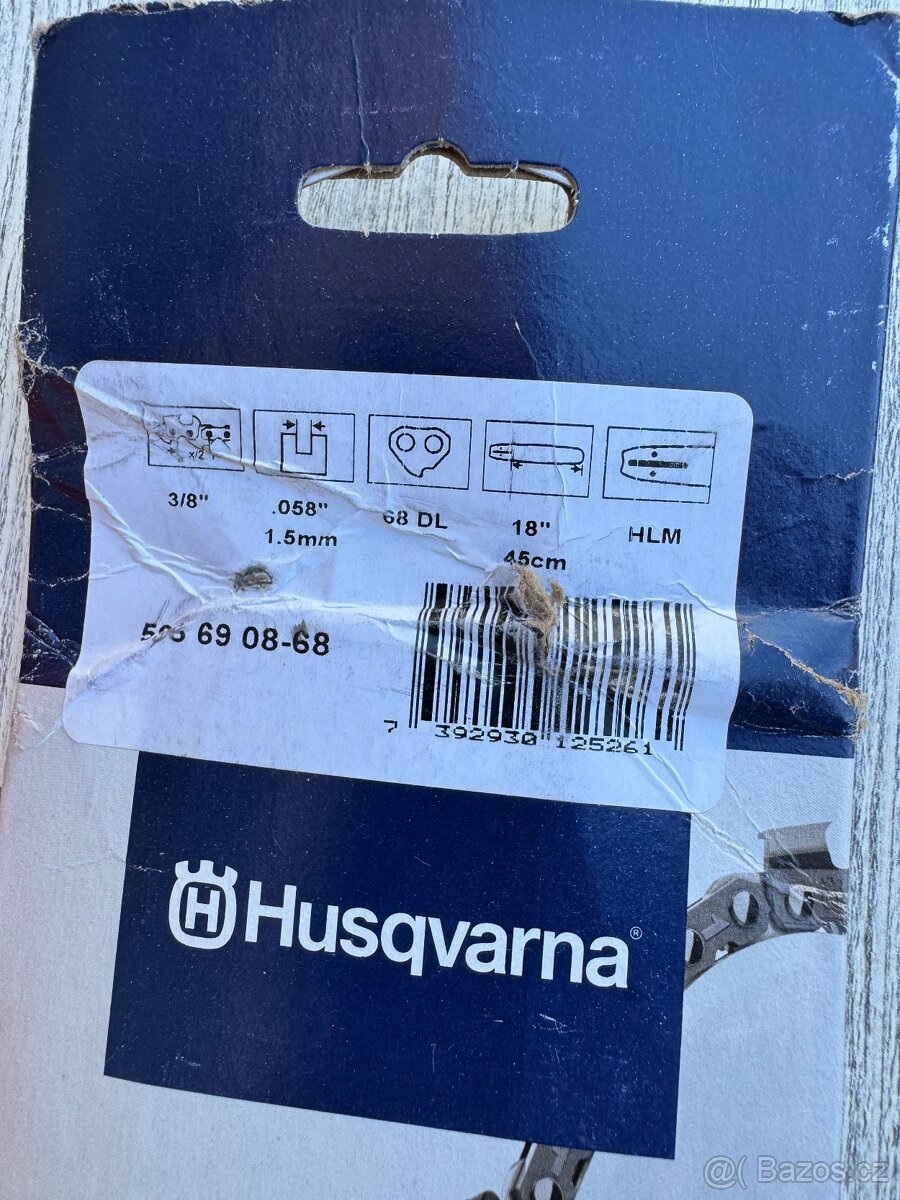 x/2
3/8"
.058"
1.5mm
68 DL
18"
45cm
HLM
69 08-68
7 392930 125261
H Husqvarna®
@( Bazos.cz